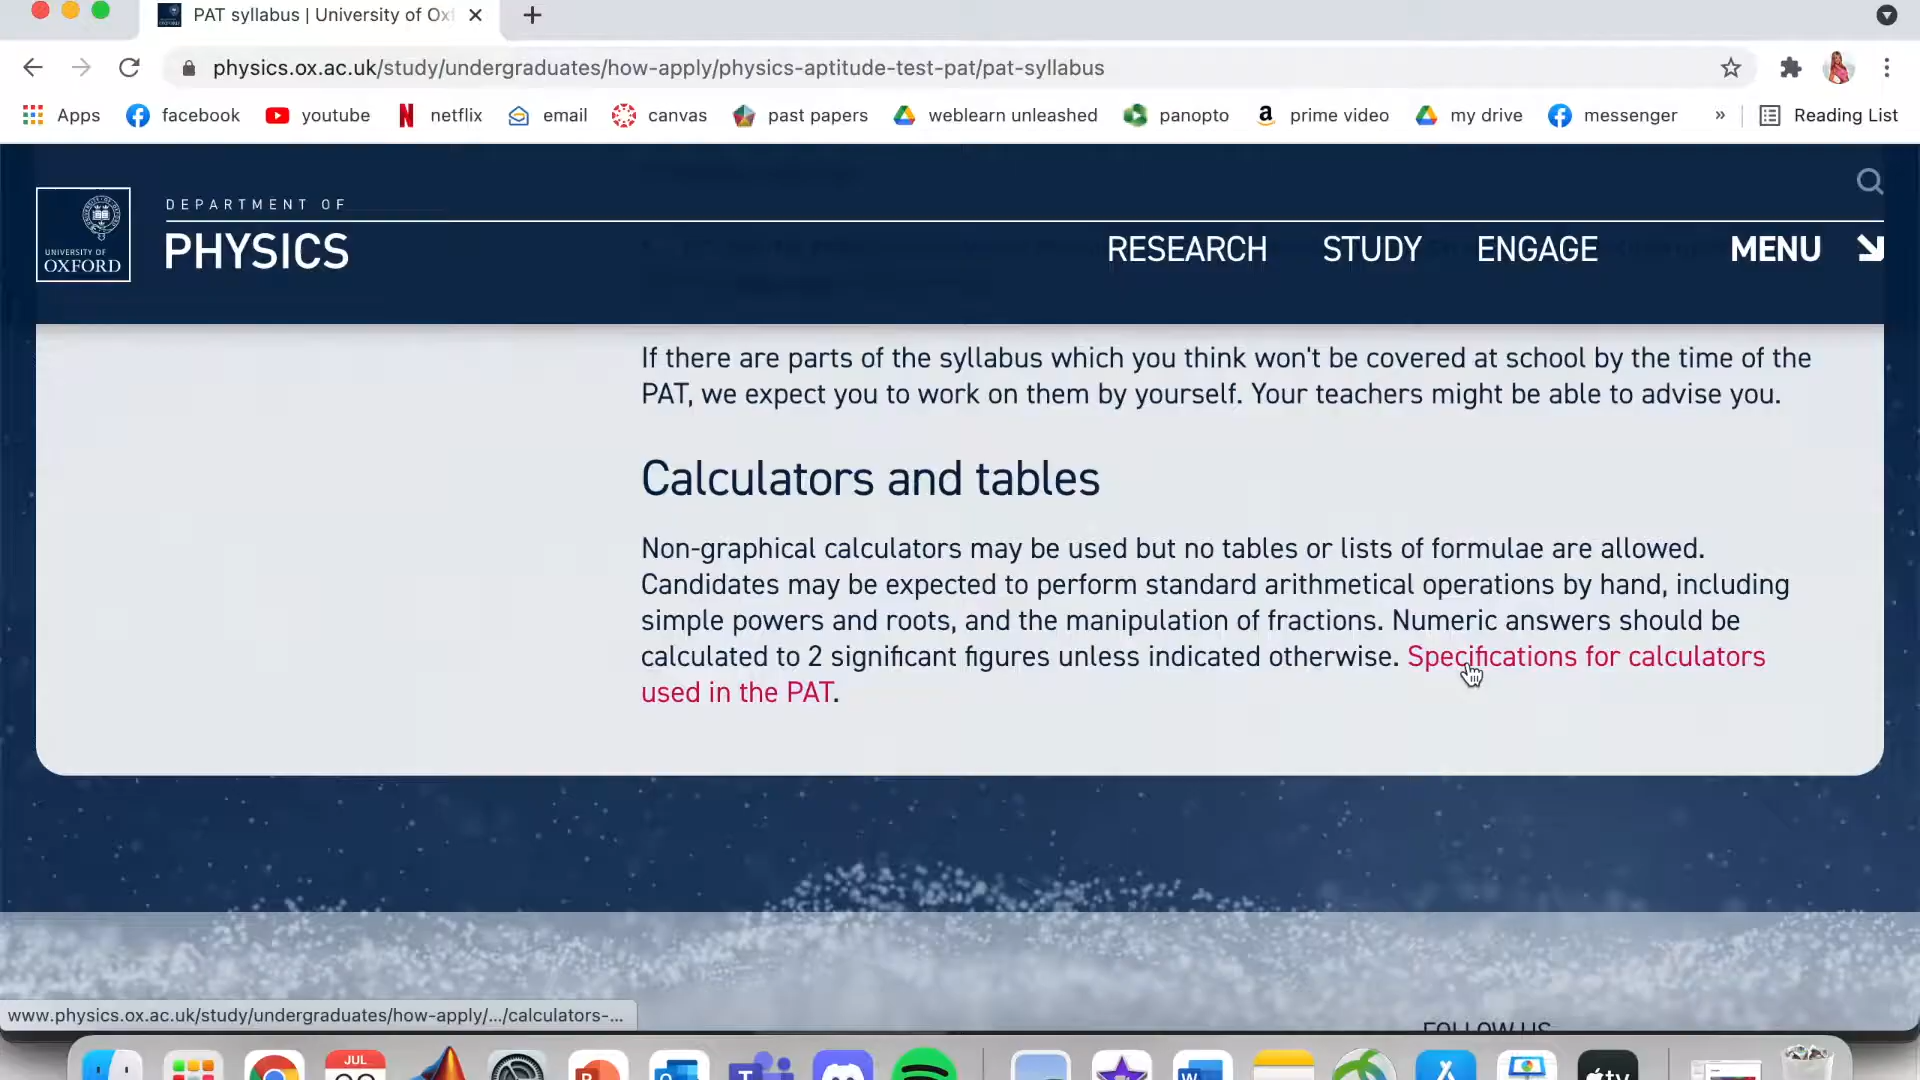 PAT syllabus | University of Oxf
physics.ox.ac.uk/study/undergraduates/how-apply/physics-aptitude-test-pat/pat-syllabus
Apps facebook youtube netflix email canvas past papers weblearn unleashed panopto prime video my drive messenger » Reading List
DEPARTMENT OF
PHYSICS
UNIVERSITY OF
OXFORD
RESEARCH STUDY ENGAGE MENU
If there are parts of the syllabus which you think won't be covered at school by the time of the
PAT, we expect you to work on them by yourself. Your teachers might be able to advise you.
Calculators and tables
Non-graphical calculators may be used but no tables or lists of formulae are allowed.
Candidates may be expected to perform standard arithmetical operations by hand, including
simple powers and roots, and the manipulation of fractions. Numeric answers should be
calculated to 2 significant figures unless indicated otherwise. Specifications for calculators
used in the PAT.
www.physics.ox.ac.uk/study/undergraduates/how-apply/.../calculators-...
FOLLOW US
JUL
tv